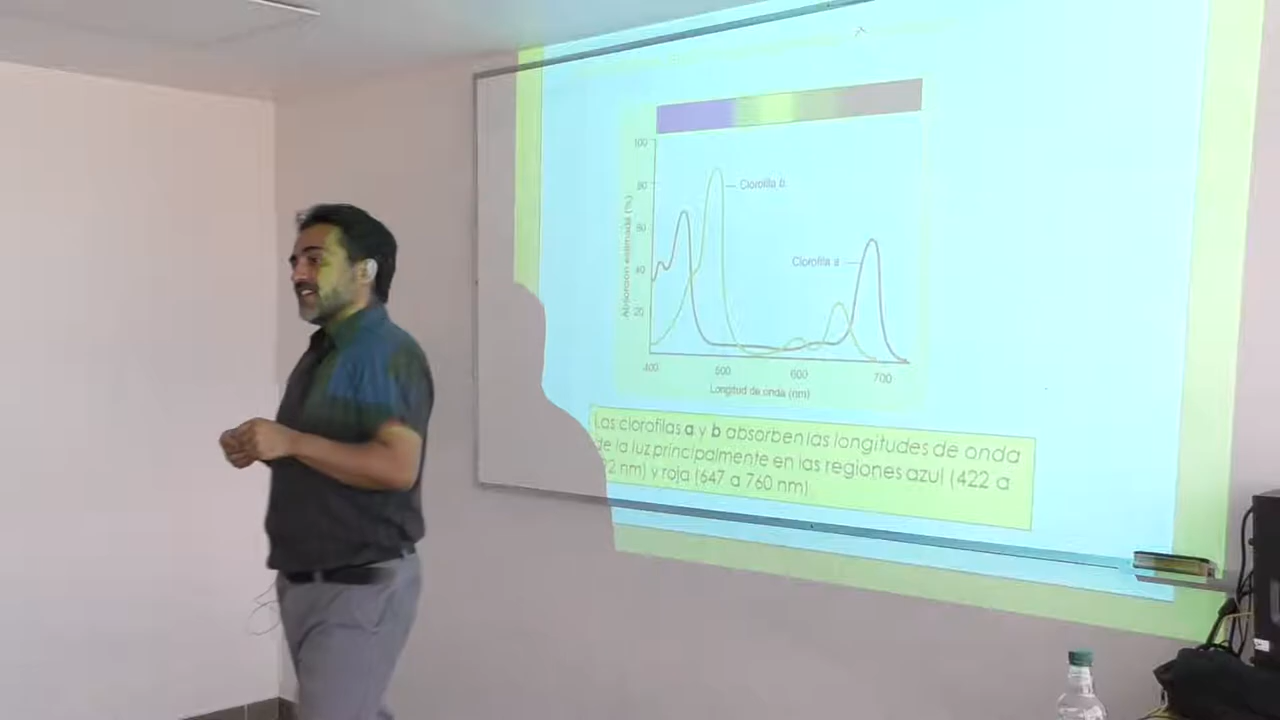 100
80
60
40
20
Absorción estimada (%)
Clorofila b
Clorofila a
400
500
600
700
Longitud de onda (nm)
Las clorofilas a y b absorben las longitudes de onda
de la luz principalmente en las regiones azul (422 a
nm) y roja (647 a 760 nm)